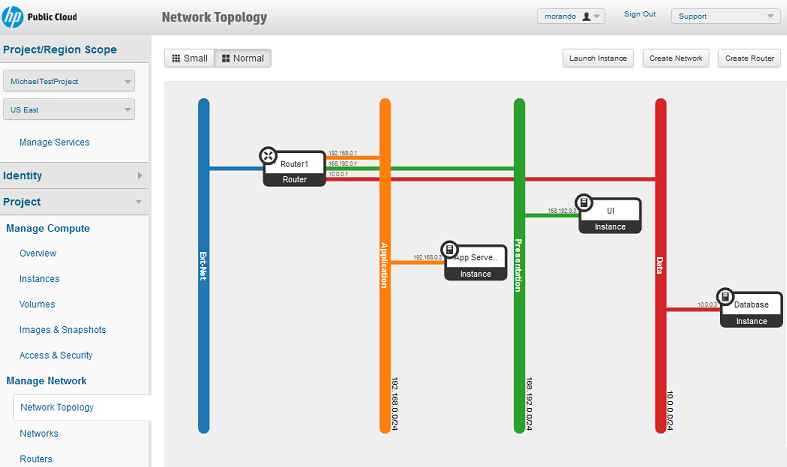 hp Public Cloud
Network Topology
morando
Sign Out
Support
Project/Region Scope
MichaelTestProject
US East
Manage Services
Identity
Project
Manage Compute
Overview
Instances
Volumes
Images & Snapshots
Access & Security
Manage Network
Network Topology
Networks
Routers
Small
Normal
Launch Instance
Create Network
Create Router
Router1
Router
192.168.0.1
168.192.0.1
10.0.0.1
168.192.0.3
UI
Instance
Ext-Net
Application
Presentation
Data
192.168.0.3
App Serve..
Instance
10.0.0.3
Database
Instance
192.168.0.0/24
168.192.0.0/24
10.0.0.0/24